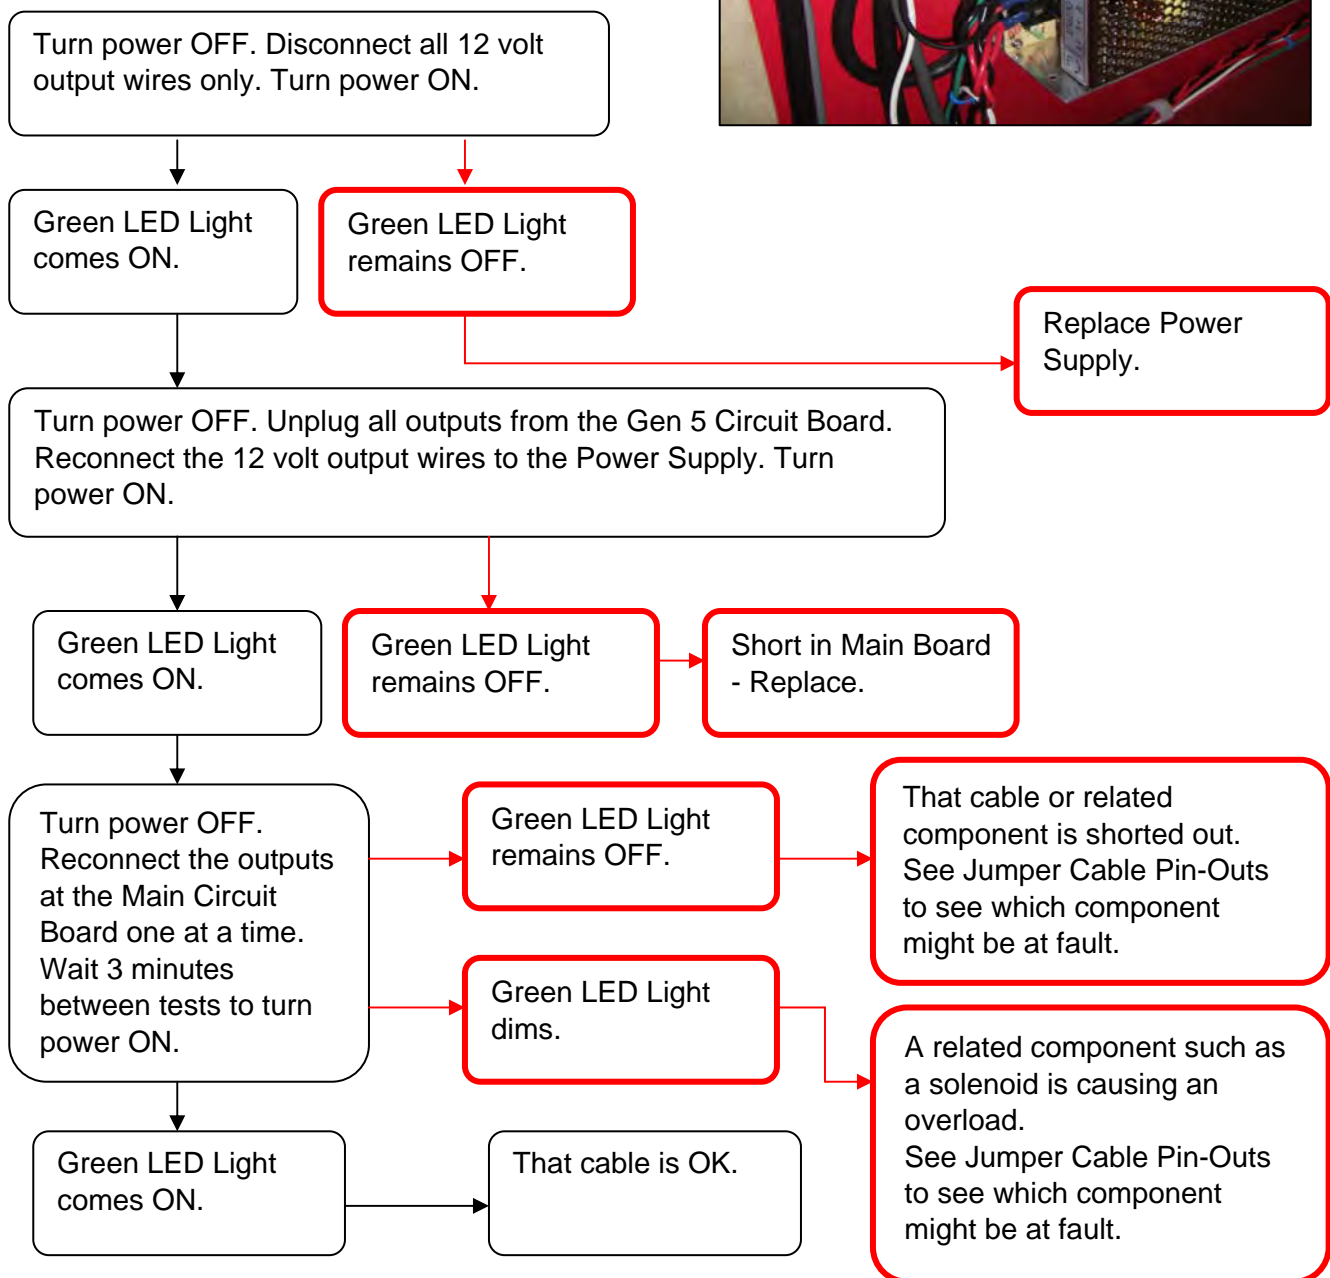 Turn power OFF. Disconnect all 12 volt
output wires only. Turn power ON.
Green LED Light
comes ON.
Green LED Light
remains OFF.
Replace Power
Supply.
Turn power OFF. Unplug all outputs from the Gen 5 Circuit Board.
Reconnect the 12 volt output wires to the Power Supply. Turn
power ON.
Green LED Light
comes ON.
Green LED Light
remains OFF.
Short in Main Board
- Replace.
Turn power OFF.
Reconnect the outputs
at the Main Circuit
Board one at a time.
Wait 3 minutes
between tests to turn
power ON.
Green LED Light
remains OFF.
That cable or related
component is shorted out.
See Jumper Cable Pin-Outs
to see which component
might be at fault.
Green LED Light
dims.
A related component such as
a solenoid is causing an
overload.
See Jumper Cable Pin-Outs
to see which component
might be at fault.
Green LED Light
comes ON.
That cable is OK.